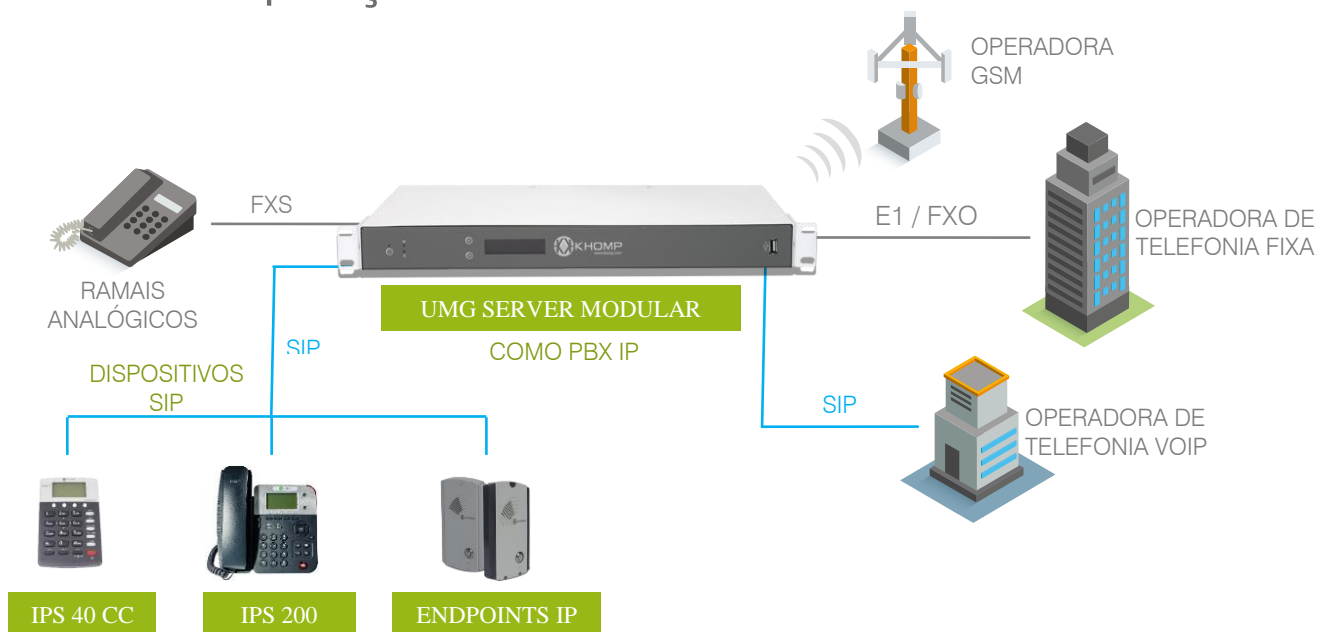 OPERADORA
GSM
FXS
E1 / FXO
KHOMP
OPERADORA DE
TELEFONIA FIXA
RAMAIS
ANALÓGICOS
UMG SERVER MODULAR
COMO PBX IP
SIP
DISPOSITIVOS
SIP
SIP
OPERADORA DE
TELEFONIA VOIP
IPS 40 CC
IPS 200
ENDPOINTS IP